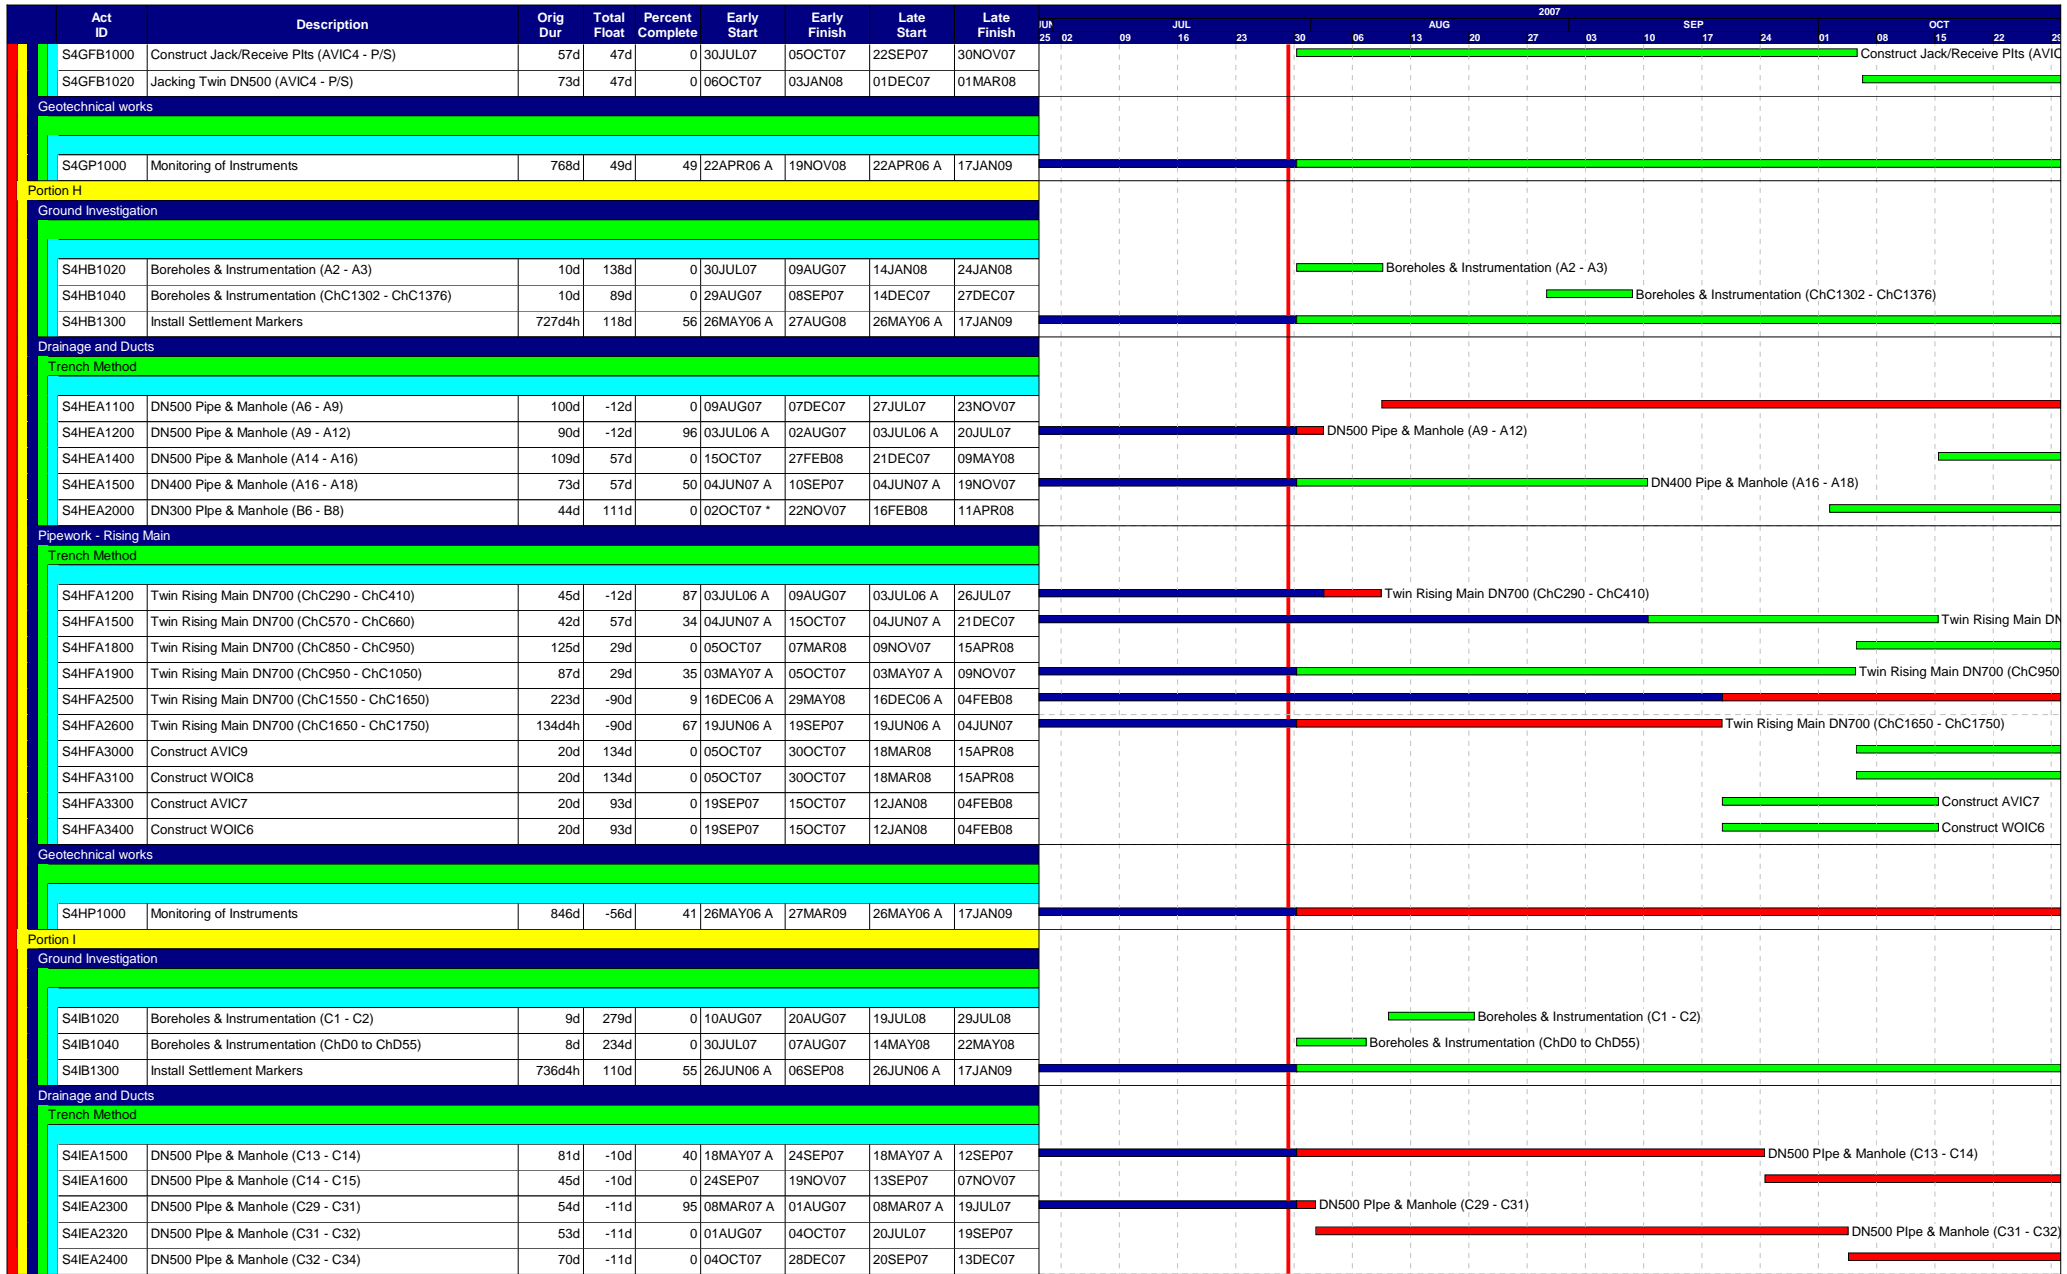 Act ID Description Orig Dur Total Float Percent Complete Early Start Early Finish Late Start Late Finish
2007
JUN JUL AUG SEP OCT
25 02 09 16 23 30 06 13 20 27 03 10 17 24 01 08 15 22 29
S4GFB1000 Construct Jack/Receive PIts (AVIC4 - P/S) 57d 47d 0 30JUL07 05OCT07 22SEP07 30NOV07 Construct Jack/Receive PIts (AVIC
S4GFB1020 Jacking Twin DN500 (AVIC4 - P/S) 73d 47d 0 06OCT07 03JAN08 01DEC07 01MAR08
Geotechnical works
S4GP1000 Monitoring of Instruments 768d 49d 49 22APR06 A 19NOV08 22APR06 A 17JAN09
Portion H
Ground Investigation
S4HB1020 Boreholes & Instrumentation (A2 - A3) 10d 138d 0 30JUL07 09AUG07 14JAN08 24JAN08 Boreholes & Instrumentation (A2 - A3)
S4HB1040 Boreholes & Instrumentation (ChC1302 - ChC1376) 10d 89d 0 29AUG07 08SEP07 14DEC07 27DEC07 Boreholes & Instrumentation (ChC1302 - ChC1376)
S4HB1300 Install Settlement Markers 727d4h 118d 56 26MAY06 A 27AUG08 26MAY06 A 17JAN09
Drainage and Ducts
Trench Method
S4HEA1100 DN500 Pipe & Manhole (A6 - A9) 100d -12d 0 09AUG07 07DEC07 27JUL07 23NOV07
S4HEA1200 DN500 Pipe & Manhole (A9 - A12) 90d -12d 96 03JUL06 A 02AUG07 03JUL06 A 20JUL07 DN500 Pipe & Manhole (A9 - A12)
S4HEA1400 DN500 Pipe & Manhole (A14 - A16) 109d 57d 0 15OCT07 27FEB08 21DEC07 09MAY08
S4HEA1500 DN400 Pipe & Manhole (A16 - A18) 73d 57d 50 04JUN07 A 10SEP07 04JUN07 A 19NOV07 DN400 Pipe & Manhole (A16 - A18)
S4HEA2000 DN300 PIpe & Manhole (B6 - B8) 44d 111d 0 02OCT07 * 22NOV07 16FEB08 11APR08
Pipework - Rising Main
Trench Method
S4HFA1200 Twin Rising Main DN700 (ChC290 - ChC410) 45d -12d 87 03JUL06 A 09AUG07 03JUL06 A 26JUL07 Twin Rising Main DN700 (ChC290 - ChC410)
S4HFA1500 Twin Rising Main DN700 (ChC570 - ChC660) 42d 57d 34 04JUN07 A 15OCT07 04JUN07 A 21DEC07 Twin Rising Main DN
S4HFA1800 Twin Rising Main DN700 (ChC850 - ChC950) 125d 29d 0 05OCT07 07MAR08 09NOV07 15APR08
S4HFA1900 Twin Rising Main DN700 (ChC950 - ChC1050) 87d 29d 35 03MAY07 A 05OCT07 03MAY07 A 09NOV07 Twin Rising Main DN700 (ChC950
S4HFA2500 Twin Rising Main DN700 (ChC1550 - ChC1650) 223d -90d 9 16DEC06 A 29MAY08 16DEC06 A 04FEB08
S4HFA2600 Twin Rising Main DN700 (ChC1650 - ChC1750) 134d4h -90d 67 19JUN06 A 19SEP07 19JUN06 A 04JUN07 Twin Rising Main DN700 (ChC1650 - ChC1750)
S4HFA3000 Construct AVIC9 20d 134d 0 05OCT07 30OCT07 18MAR08 15APR08
S4HFA3100 Construct WOIC8 20d 134d 0 05OCT07 30OCT07 18MAR08 15APR08
S4HFA3300 Construct AVIC7 20d 93d 0 19SEP07 15OCT07 12JAN08 04FEB08 Construct AVIC7
S4HFA3400 Construct WOIC6 20d 93d 0 19SEP07 15OCT07 12JAN08 04FEB08 Construct WOIC6
Geotechnical works
S4HP1000 Monitoring of Instruments 846d -56d 41 26MAY06 A 27MAR09 26MAY06 A 17JAN09
Portion I
Ground Investigation
S4IB1020 Boreholes & Instrumentation (C1 - C2) 9d 279d 0 10AUG07 20AUG07 19JUL08 29JUL08 Boreholes & Instrumentation (C1 - C2)
S4IB1040 Boreholes & Instrumentation (ChD0 to ChD55) 8d 234d 0 30JUL07 07AUG07 14MAY08 22MAY08 Boreholes & Instrumentation (ChD0 to ChD55)
S4IB1300 Install Settlement Markers 736d4h 110d 55 26JUN06 A 06SEP08 26JUN06 A 17JAN09
Drainage and Ducts
Trench Method
S4IEA1500 DN500 PIpe & Manhole (C13 - C14) 81d -10d 40 18MAY07 A 24SEP07 18MAY07 A 12SEP07 DN500 PIpe & Manhole (C13 - C14)
S4IEA1600 DN500 PIpe & Manhole (C14 - C15) 45d -10d 0 24SEP07 19NOV07 13SEP07 07NOV07
S4IEA2300 DN500 PIpe & Manhole (C29 - C31) 54d -11d 95 08MAR07 A 01AUG07 08MAR07 A 19JUL07 DN500 PIpe & Manhole (C29 - C31)
S4IEA2320 DN500 PIpe & Manhole (C31 - C32) 53d -11d 0 01AUG07 04OCT07 20JUL07 19SEP07 DN500 PIpe & Manhole (C31 - C32)
S4IEA2400 DN500 PIpe & Manhole (C32 - C34) 70d -11d 0 04OCT07 28DEC07 20SEP07 13DEC07